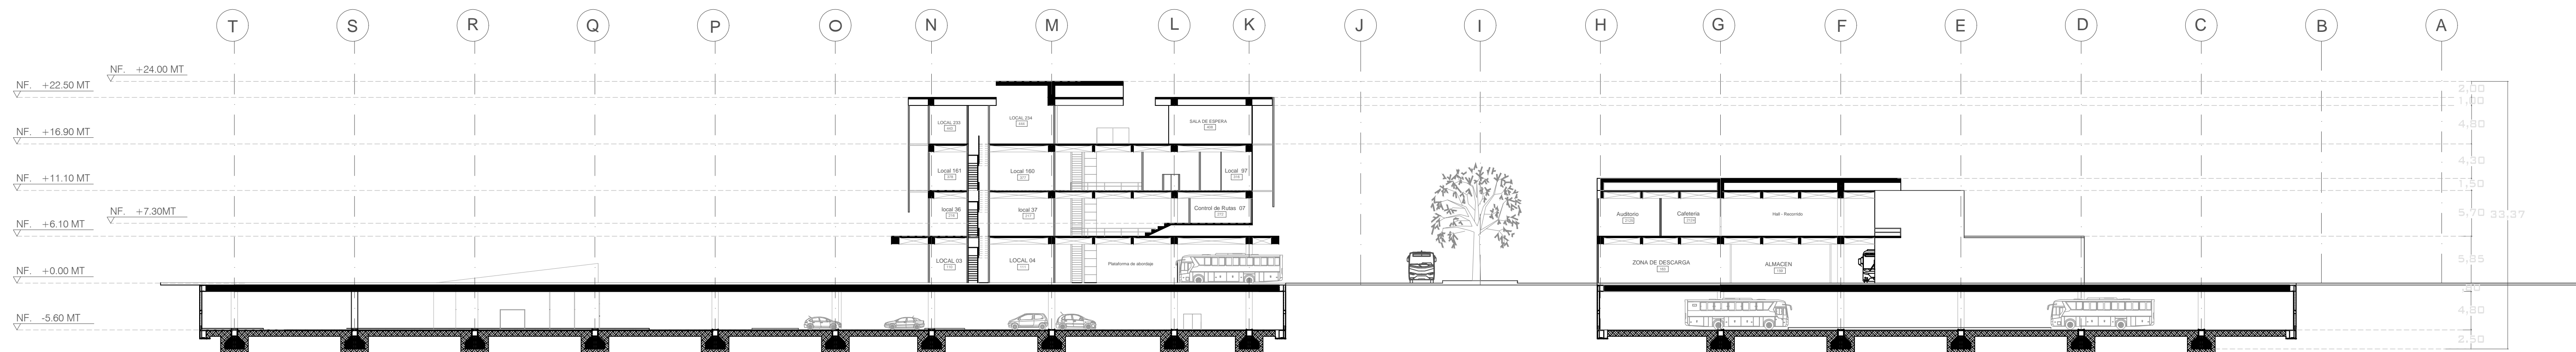 T S R Q P O N M L K J I H G F E D C B A
NF. +24.00 MT
NF. +22.50 MT
2,00
1,00
LOCAL 233
LOCAL 234
SALA DE ESPERA
NF. +16.90 MT
4,80
4,30
Local 161
Local 160
Local 97
NF. +11.10 MT
1,50
local 36
local 37
Control de Rutas 07
Auditorio
Cafeteria
Hall - Recorrido
NF. +7.30MT
5,70
33,37
NF. +6.10 MT
LOCAL 03
LOCAL 04
Plataforma de abordaje
ZONA DE DESCARGA
ALMACEN
5,35
NF. +0.00 MT
4,80
NF. -5.60 MT
2,50